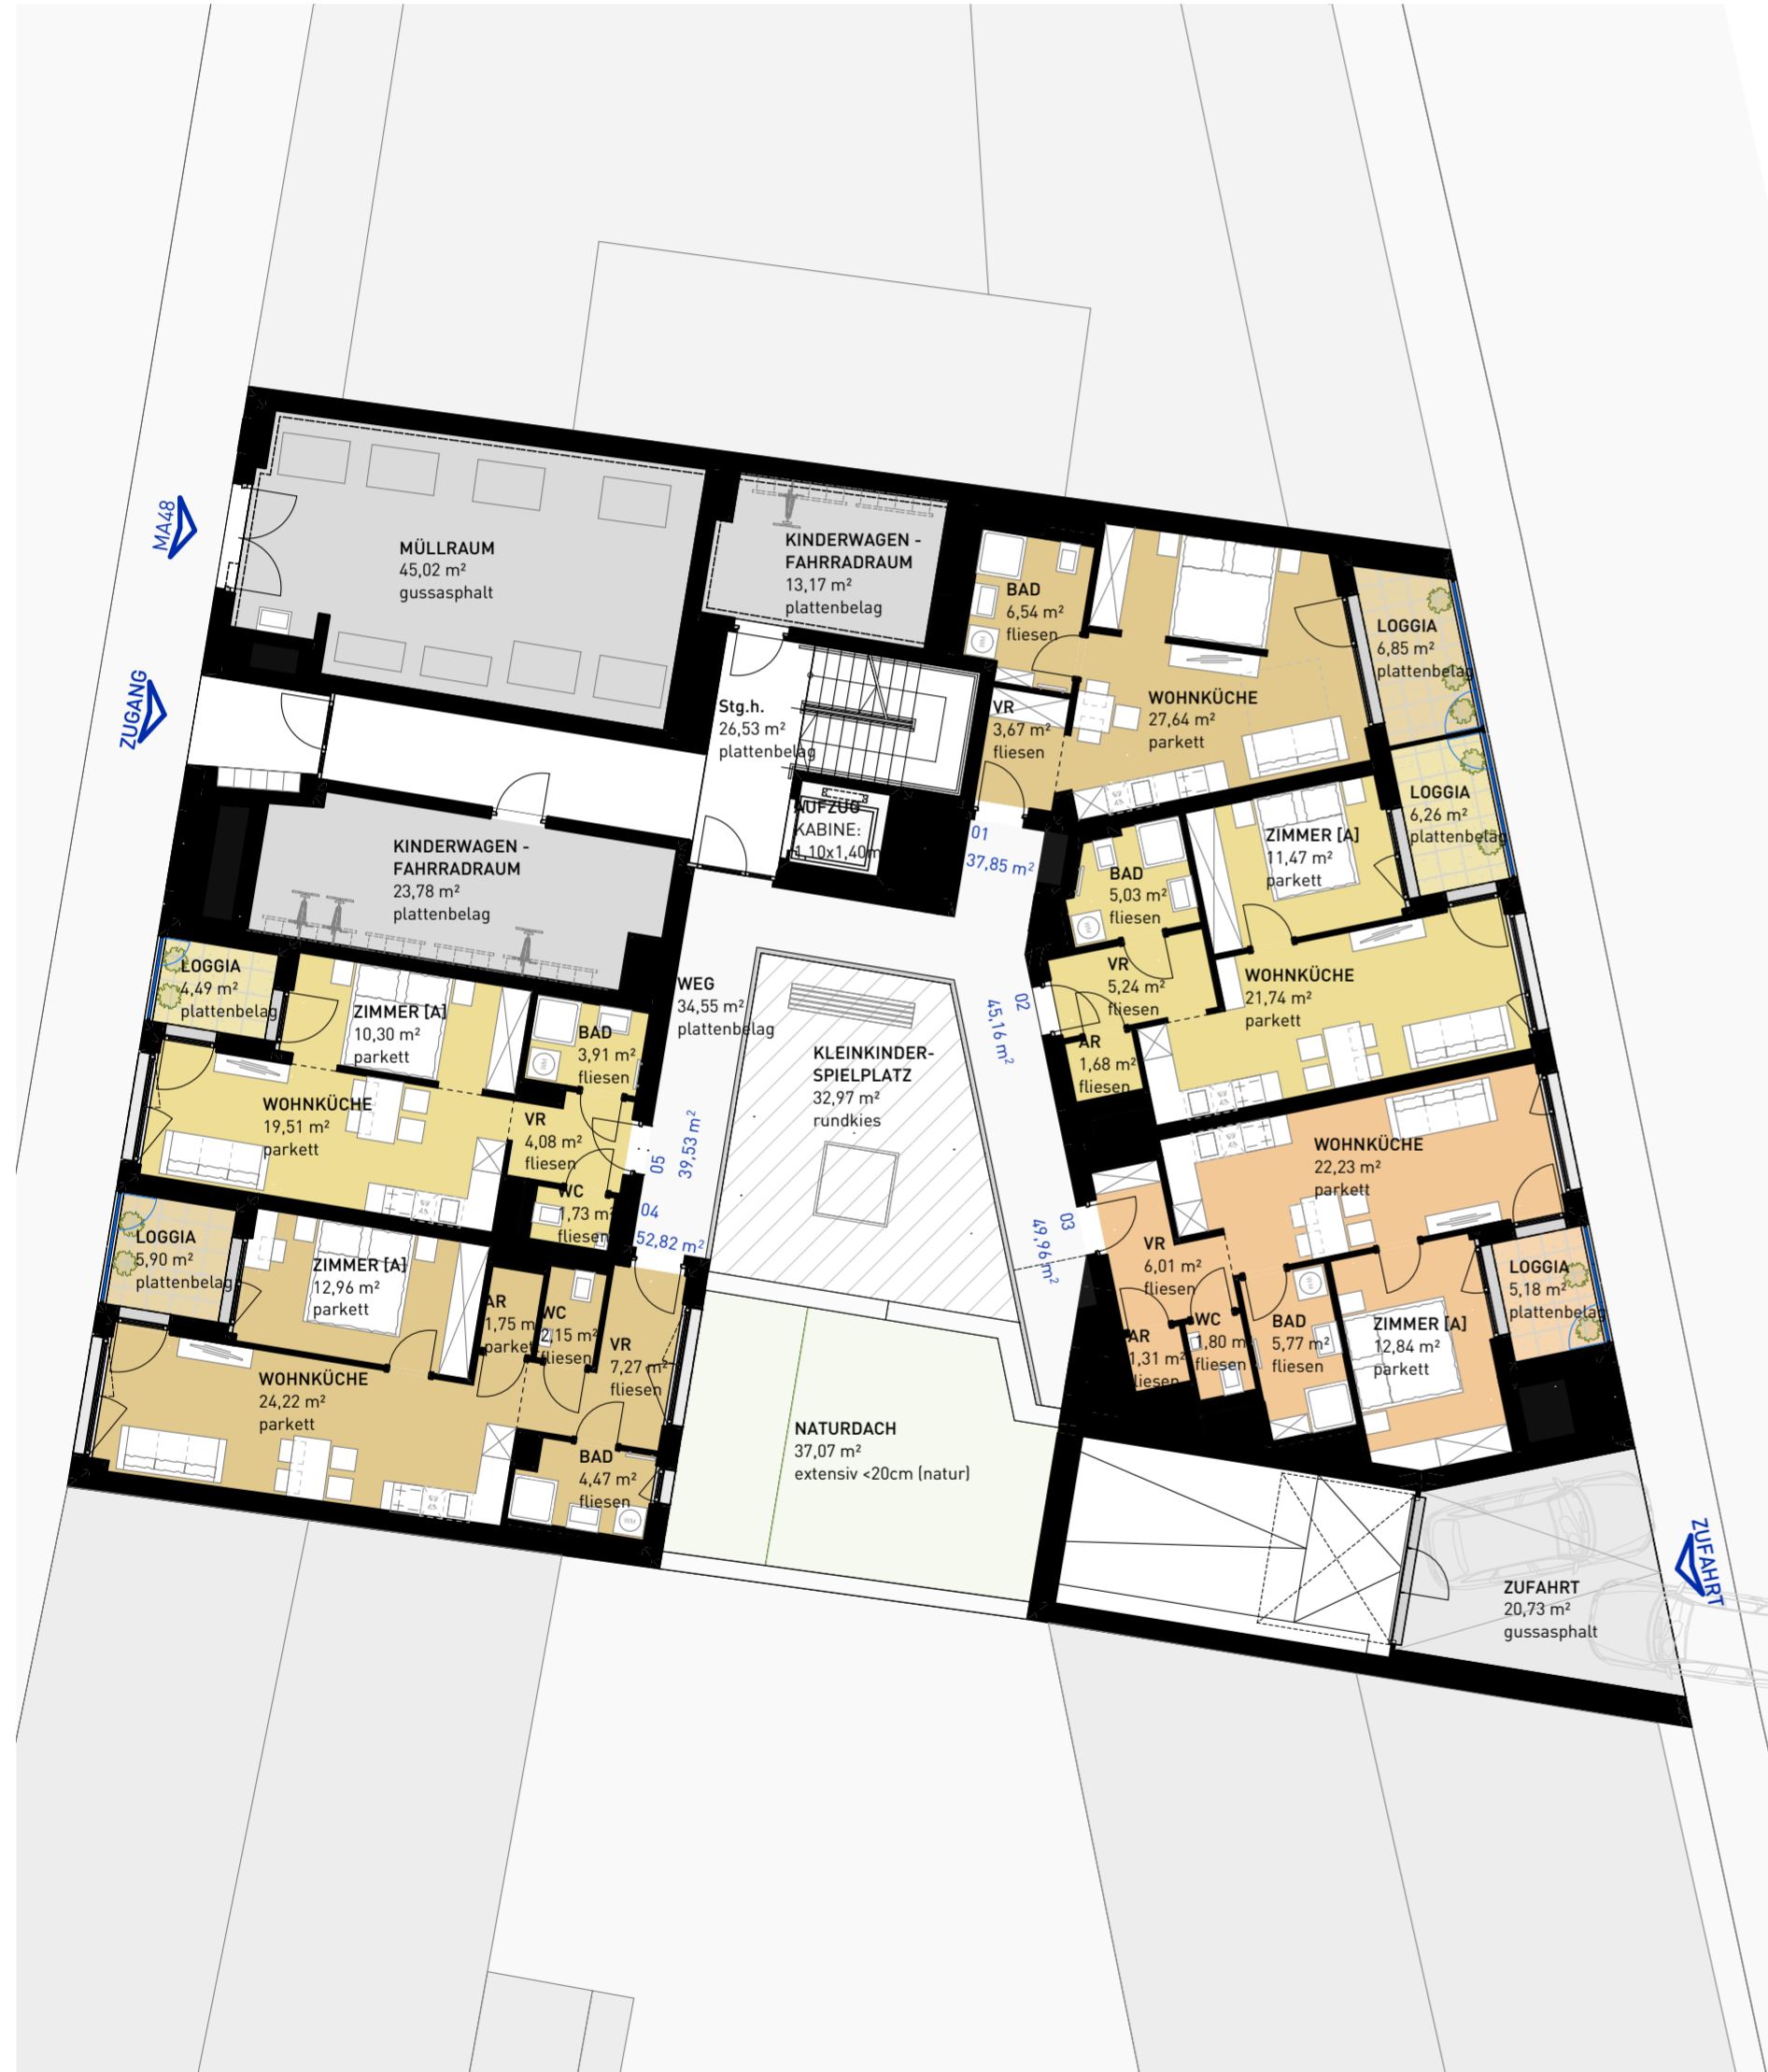 MA48
ZUGANG
MÜLLRAUM
45,02 m²
gussasphalt
KINDERWAGEN -
FAHRRADRAUM
13,17 m²
plattenbelag
BAD
6,54 m²
fliesen
WM
LOGGIA
6,85 m²
plattenbelag
WOHNKÜCHE
27,64 m²
parkett
VR
3,67 m²
fliesen
Stg.h.
26,53 m²
plattenbelag
AUFZUG
KABINE:
1,10x1,40m
01
37,85 m²
LOGGIA
6,26 m²
plattenbelag
ZIMMER [A]
11,47 m²
parkett
BAD
5,03 m²
fliesen
WM
KINDERWAGEN -
FAHRRADRAUM
23,78 m²
plattenbelag
VR
5,24 m²
fliesen
WOHNKÜCHE
21,74 m²
parkett
02
45,16 m²
AR
1,68 m²
fliesen
LOGGIA
4,49 m²
plattenbelag
ZIMMER [A]
10,30 m²
parkett
BAD
3,91 m²
fliesen
WM
WEG
34,55 m²
plattenbelag
KLEINKINDER-
SPIELPLATZ
32,97 m²
rundkies
WOHNKÜCHE
19,51 m²
parkett
VR
4,08 m²
fliesen
WC
1,73 m²
fliesen
05
39,53 m²
04
52,82 m²
WOHNKÜCHE
22,23 m²
parkett
03
49,96 m²
VR
6,01 m²
fliesen
LOGGIA
5,18 m²
plattenbelag
LOGGIA
5,90 m²
plattenbelag
ZIMMER [A]
12,96 m²
parkett
AR
1,75 m
parket
WC
2,15 m²
fliesen
VR
7,27 m²
fliesen
AR
1,31 m²
liesen
WC
1,80 m
fliesen
BAD
5,77 m²
fliesen
WM
ZIMMER [A]
12,84 m²
parkett
WOHNKÜCHE
24,22 m²
parkett
BAD
4,47 m²
fliesen
WM
NATURDACH
37,07 m²
extensiv <20cm (natur)
ZUFAHRT
20,73 m²
gussasphalt
ZUFAHRT